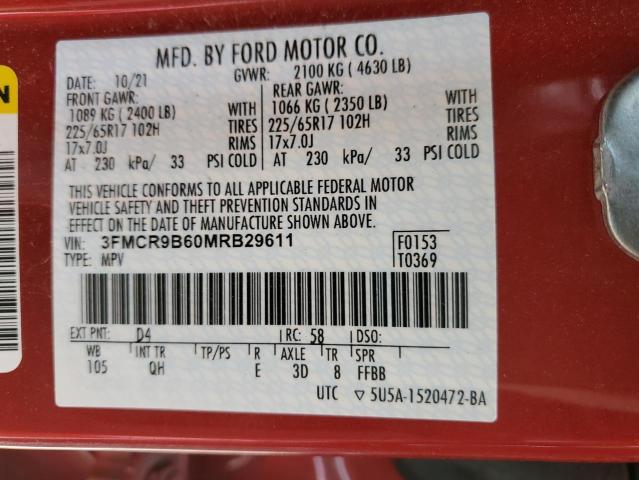 MFD. BY FORD MOTOR CO.
DATE: 10/21 GVWR: 2100 KG ( 4630 LB)
FRONT GAWR: REAR GAWR:
1089 KG ( 2400 LB) WITH 1066 KG ( 2350 LB) WITH
225/65R17 102H TIRES 225/65R17 102H TIRES
17x7.0J RIMS 17x7.0J RIMS
AT 230 kPa/ 33 PSI COLD AT 230 kPa/ 33 PSI COLD
THIS VEHICLE CONFORMS TO ALL APPLICABLE FEDERAL MOTOR
VEHICLE SAFETY AND THEFT PREVENTION STANDARDS IN
EFFECT ON THE DATE OF MANUFACTURE SHOWN ABOVE.
VIN: 3FMCR9B60MRB29611 F0153
TYPE: MPV T0369
EXT PNT: D4 RC: 58 DSO:
WB INT TR TP/PS R AXLE TR SPR
105 QH E 3D 8 FFBB
UTC ▽ 5U5A-1520472-BA